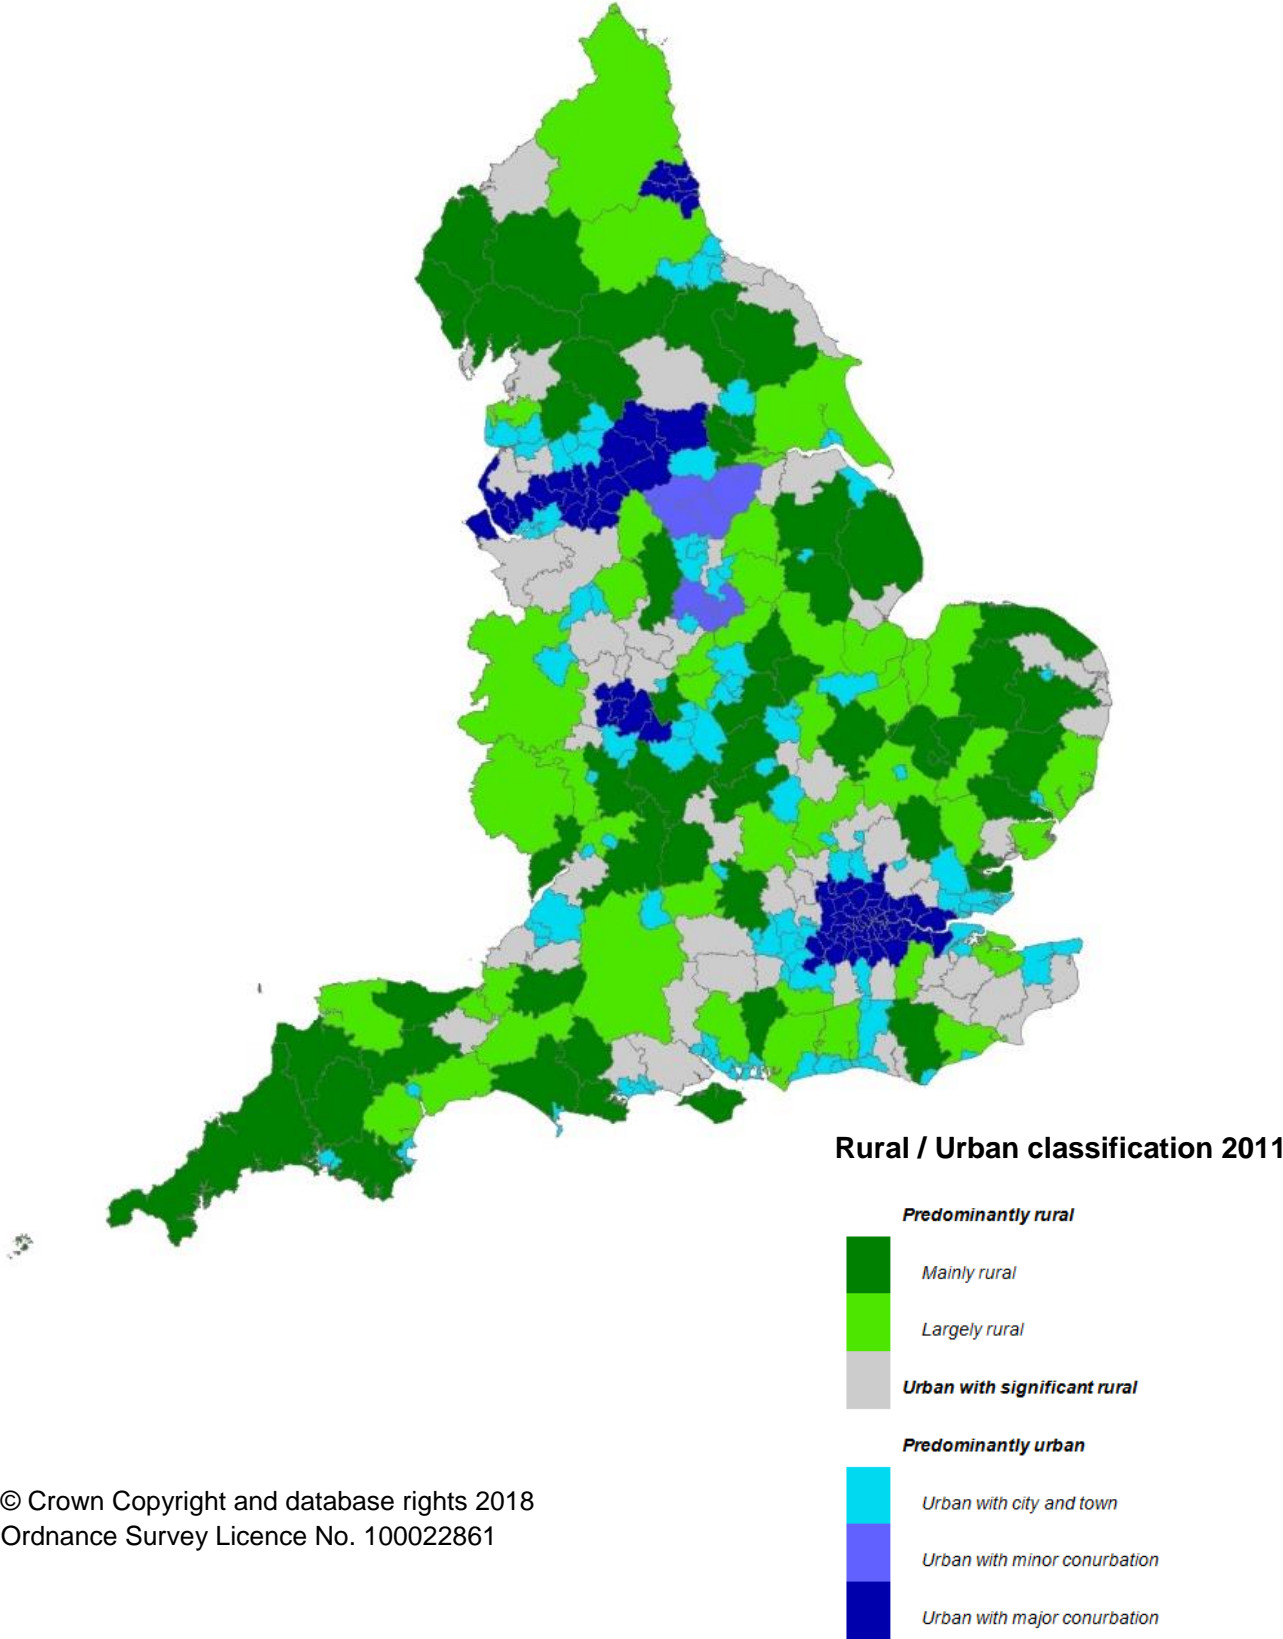 Rural / Urban classification 2011
Predominantly rural
Mainly rural
Largely rural
Urban with significant rural
Predominantly urban
Urban with city and town
Urban with minor conurbation
Urban with major conurbation
© Crown Copyright and database rights 2018
Ordnance Survey Licence No. 100022861